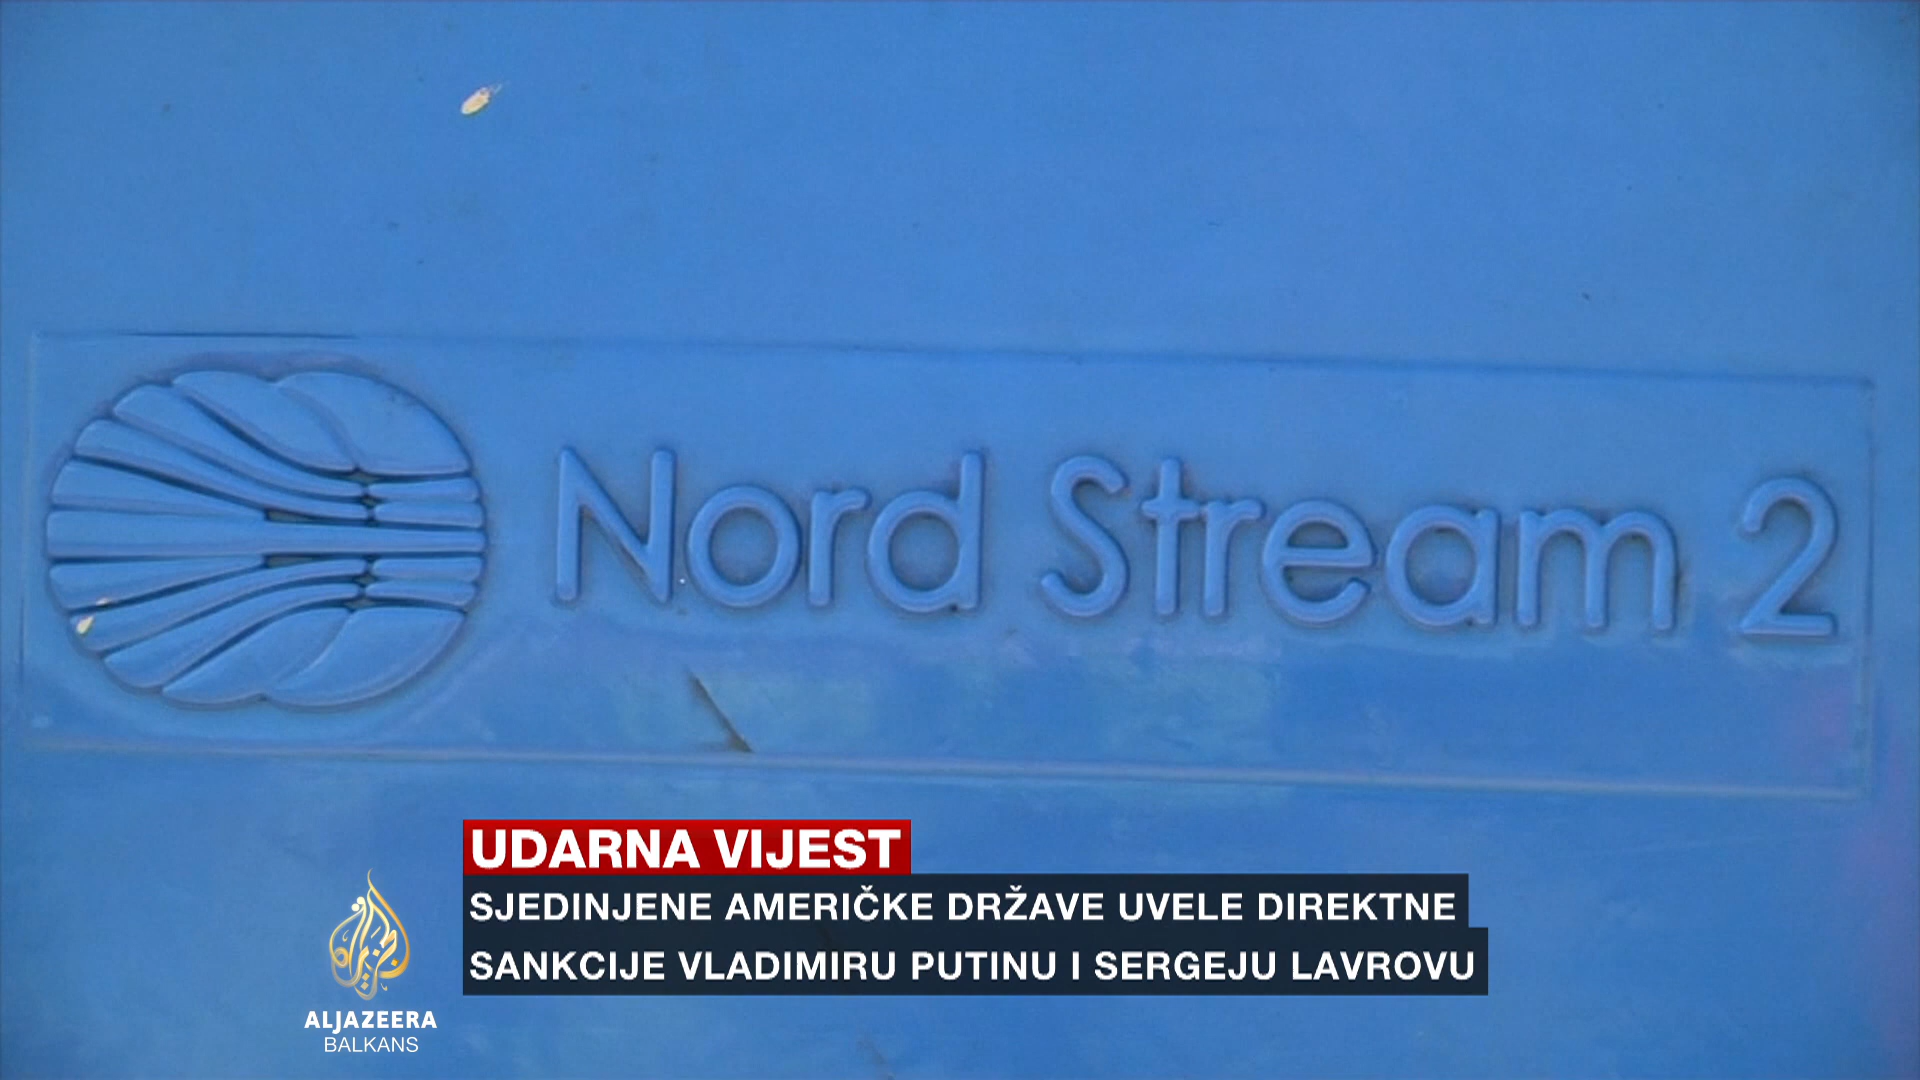 Nord Stream 2
UDARNA VIJEST
SJEDINJENE AMERIČKE DRŽAVE UVELE DIREKTNE
SANKCIJE VLADIMIRU PUTINU I SERGEJU LAVROVU
ALJAZEERA
BALKANS